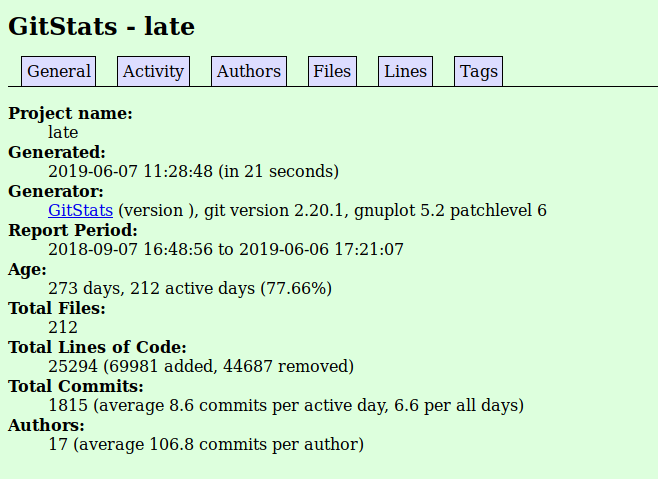 GitStats - late
General Activity Authors Files Lines Tags
Project name:
late
Generated:
2019-06-07 11:28:48 (in 21 seconds)
Generator:
GitStats (version ), git version 2.20.1, gnuplot 5.2 patchlevel 6
Report Period:
2018-09-07 16:48:56 to 2019-06-06 17:21:07
Age:
273 days, 212 active days (77.66%)
Total Files:
212
Total Lines of Code:
25294 (69981 added, 44687 removed)
Total Commits:
1815 (average 8.6 commits per active day, 6.6 per all days)
Authors:
17 (average 106.8 commits per author)